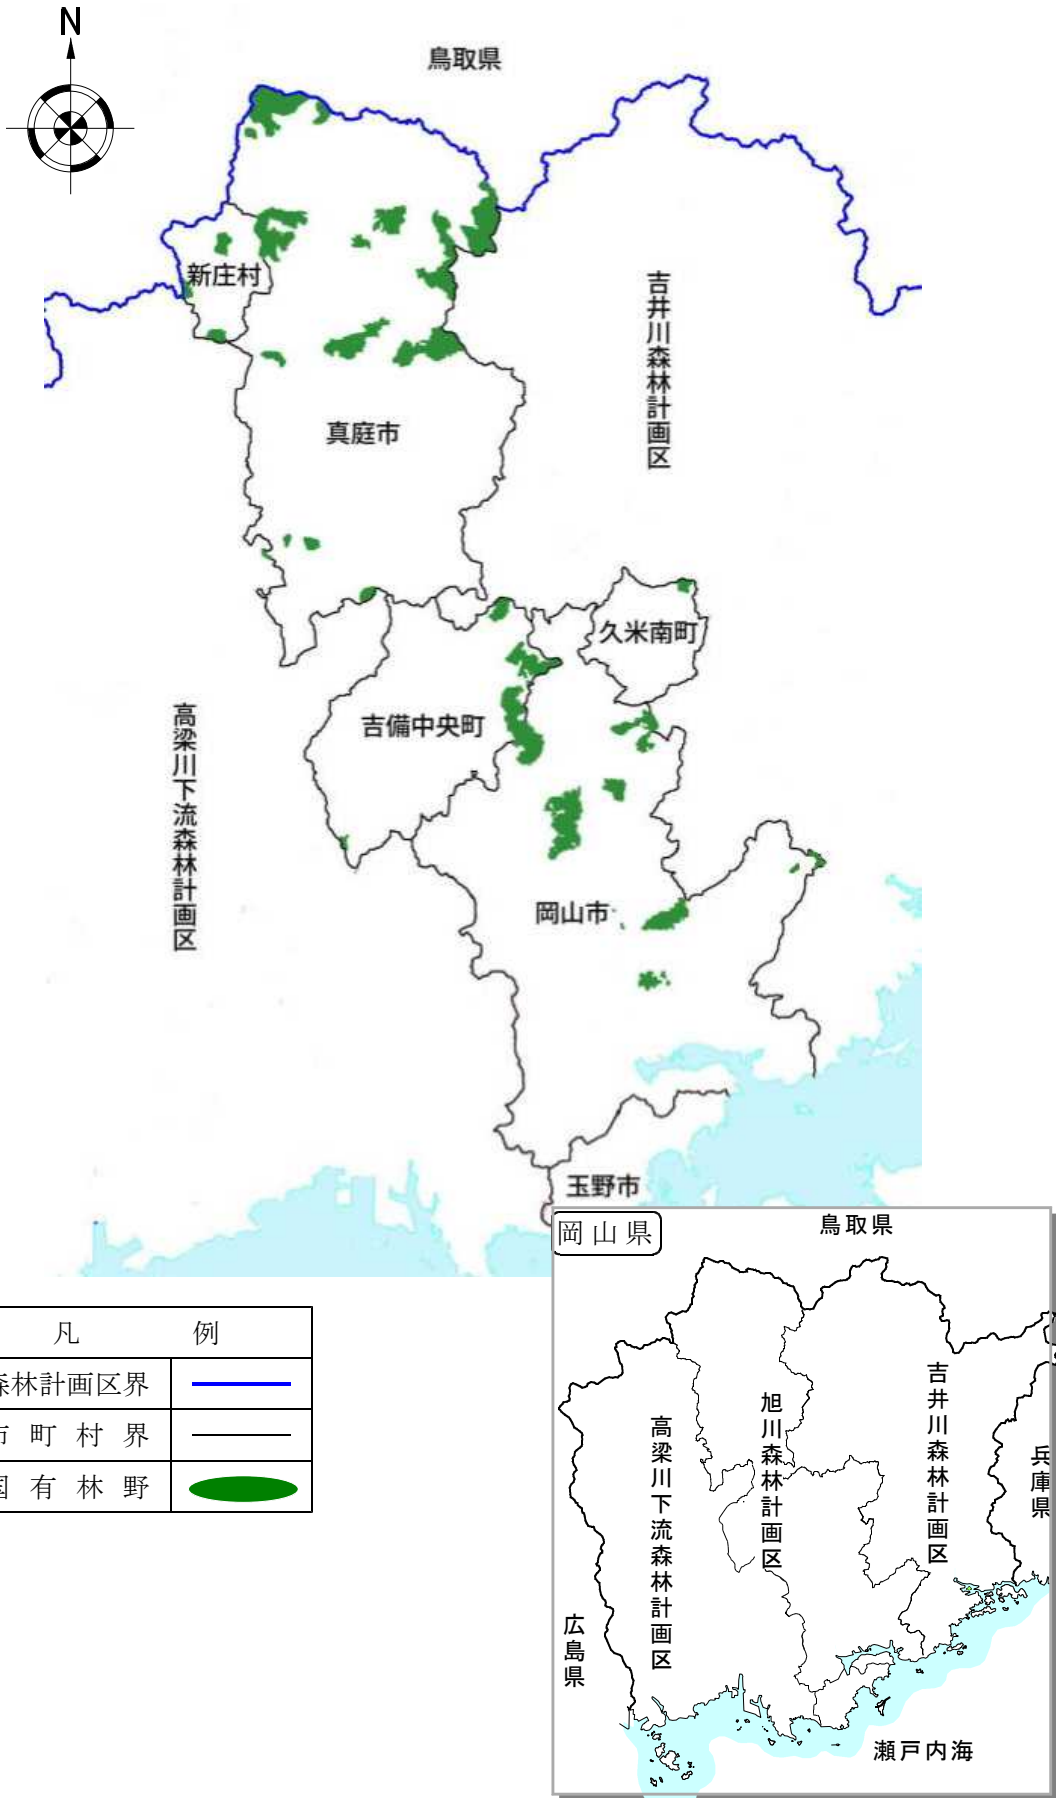 N
鳥取県
新庄村
吉井川森林計画区
真庭市
久米南町
高梁川下流森林計画区
吉備中央町
岡山市
玉野市
凡 例
森林計画区界
市町村界
国有林野
岡山県
鳥取県
吉井川森林計画区
旭川森林計画区
高梁川下流森林計画区
兵庫県
広島県
瀬戸内海